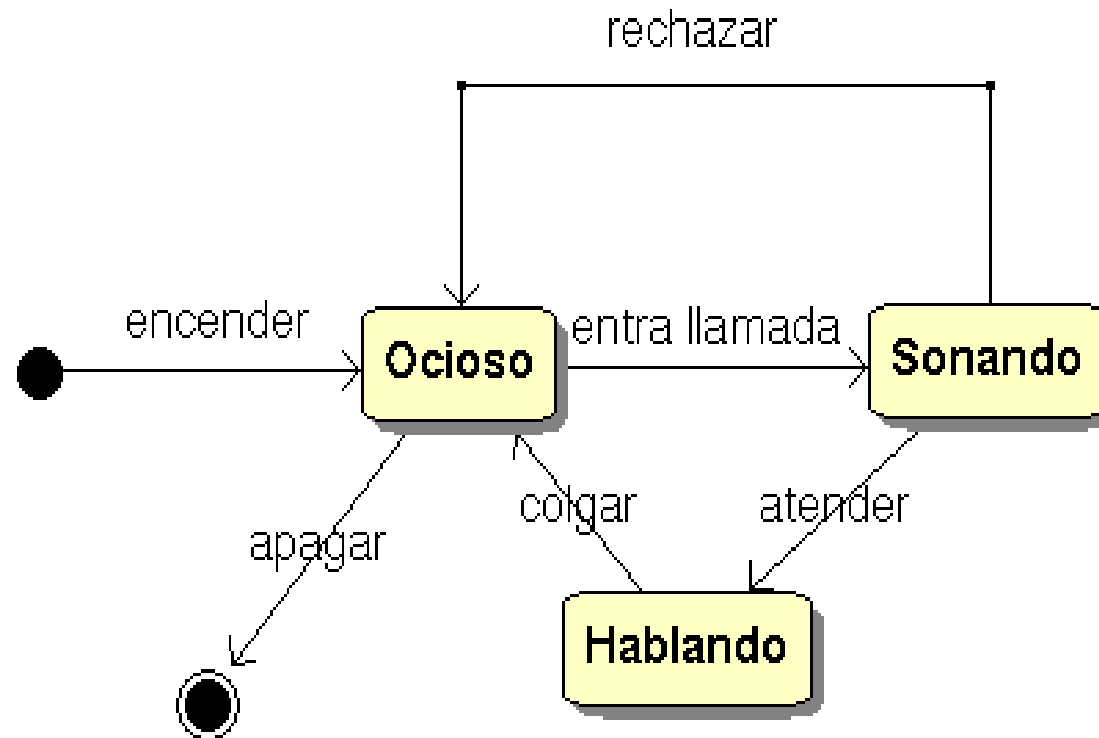 rechazar
encender
entra llamada
Ocioso
Sonando
colgar
atender
apagar
Hablando